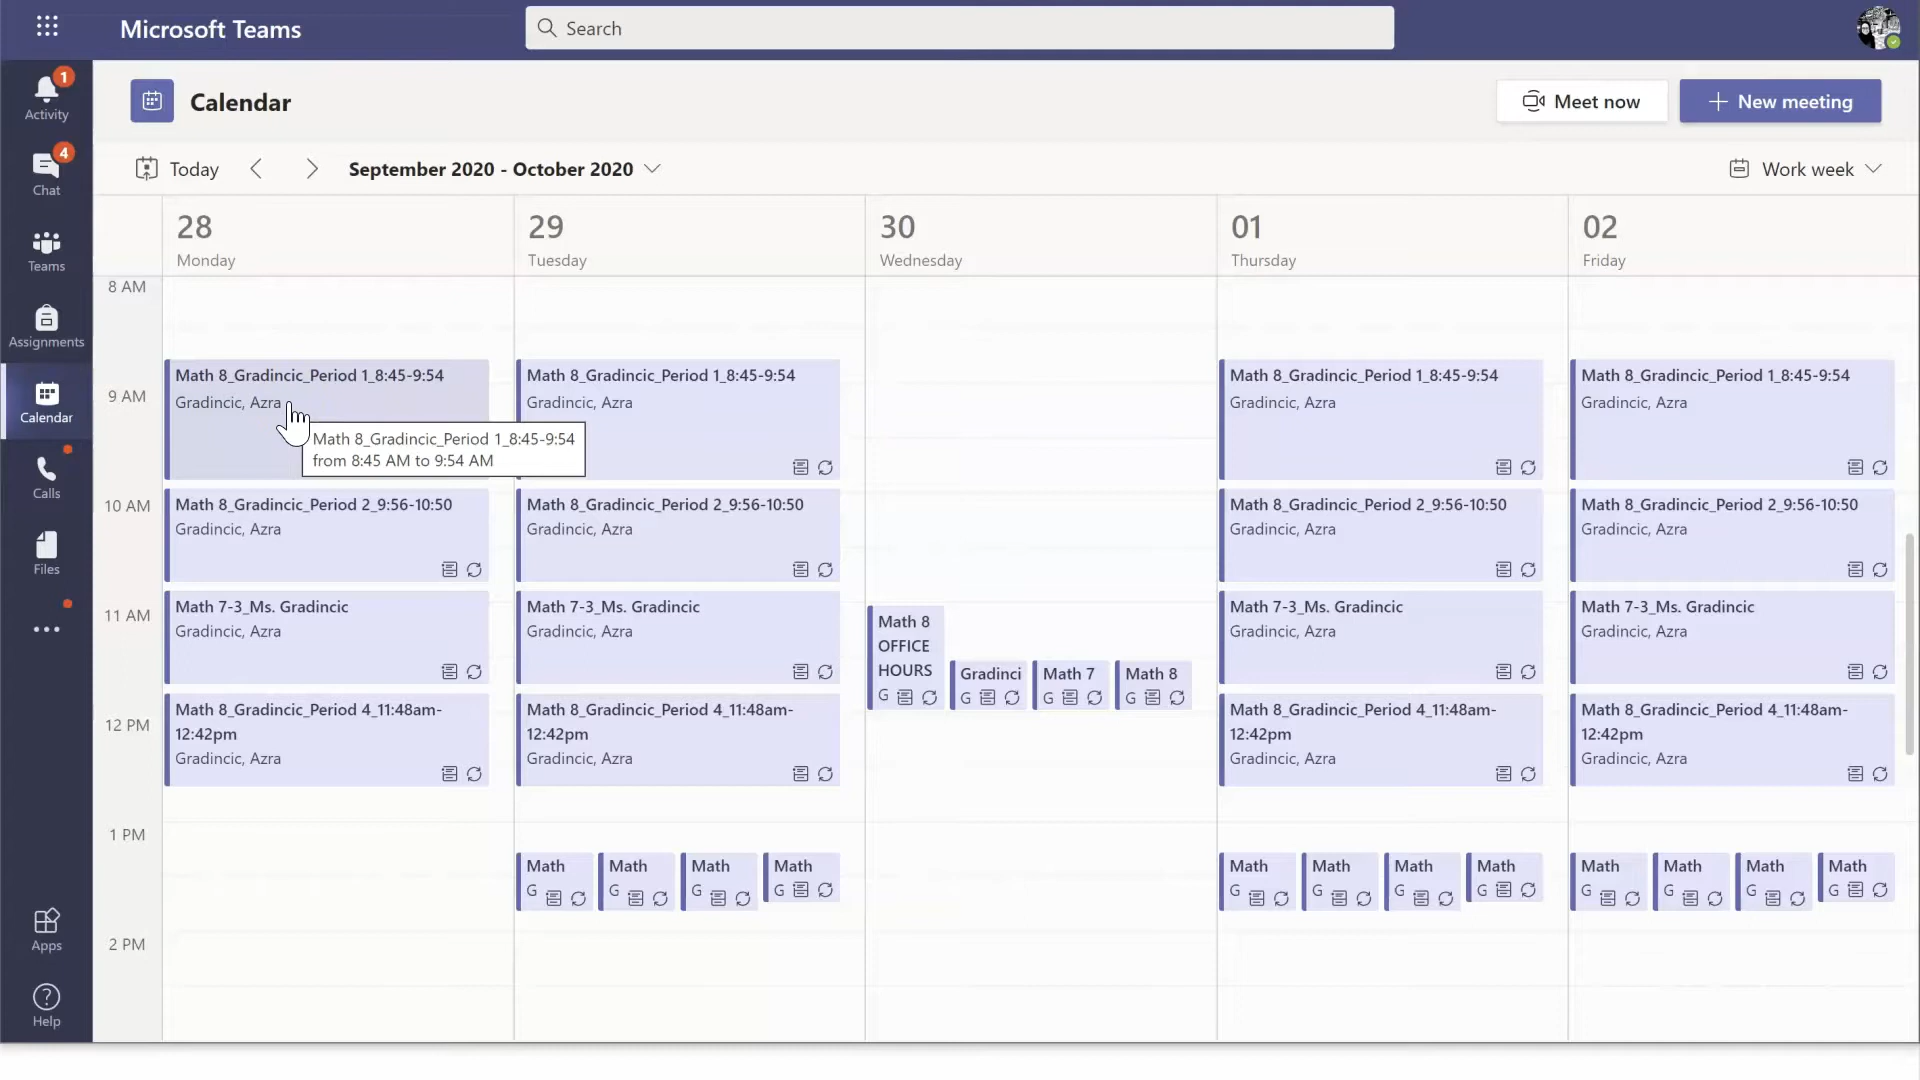 Microsoft Teams
Search
1
Activity
4
Chat
Teams
Assignments
Calendar
Calls
Files
Apps
Help
Calendar
Meet now
New meeting
Today
September 2020 - October 2020
Work week
28
Monday
29
Tuesday
30
Wednesday
01
Thursday
02
Friday
8 AM
9 AM
10 AM
11 AM
12 PM
1 PM
2 PM
Math 8_Gradincic_Period 1_8:45-9:54
Gradincic, Azra
Math 8_Gradincic_Period 1_8:45-9:54
from 8:45 AM to 9:54 AM
Math 8_Gradincic_Period 2_9:56-10:50
Gradincic, Azra
Math 7-3_Ms. Gradincic
Gradincic, Azra
Math 8_Gradincic_Period 4_11:48am-
12:42pm
Gradincic, Azra
Math 8_Gradincic_Period 1_8:45-9:54
Gradincic, Azra
Math 8_Gradincic_Period 2_9:56-10:50
Gradincic, Azra
Math 7-3_Ms. Gradincic
Gradincic, Azra
Math 8_Gradincic_Period 4_11:48am-
12:42pm
Gradincic, Azra
Math
G
Math
G
Math
G
Math
G
Math 8
OFFICE
HOURS
G
Gradinci
G
Math 7
G
Math 8
G
Math 8_Gradincic_Period 1_8:45-9:54
Gradincic, Azra
Math 8_Gradincic_Period 2_9:56-10:50
Gradincic, Azra
Math 7-3_Ms. Gradincic
Gradincic, Azra
Math 8_Gradincic_Period 4_11:48am-
12:42pm
Gradincic, Azra
Math
G
Math
G
Math
G
Math
G
Math 8_Gradincic_Period 1_8:45-9:54
Gradincic, Azra
Math 8_Gradincic_Period 2_9:56-10:50
Gradincic, Azra
Math 7-3_Ms. Gradincic
Gradincic, Azra
Math 8_Gradincic_Period 4_11:48am-
12:42pm
Gradincic, Azra
Math
G
Math
G
Math
G
Math
G